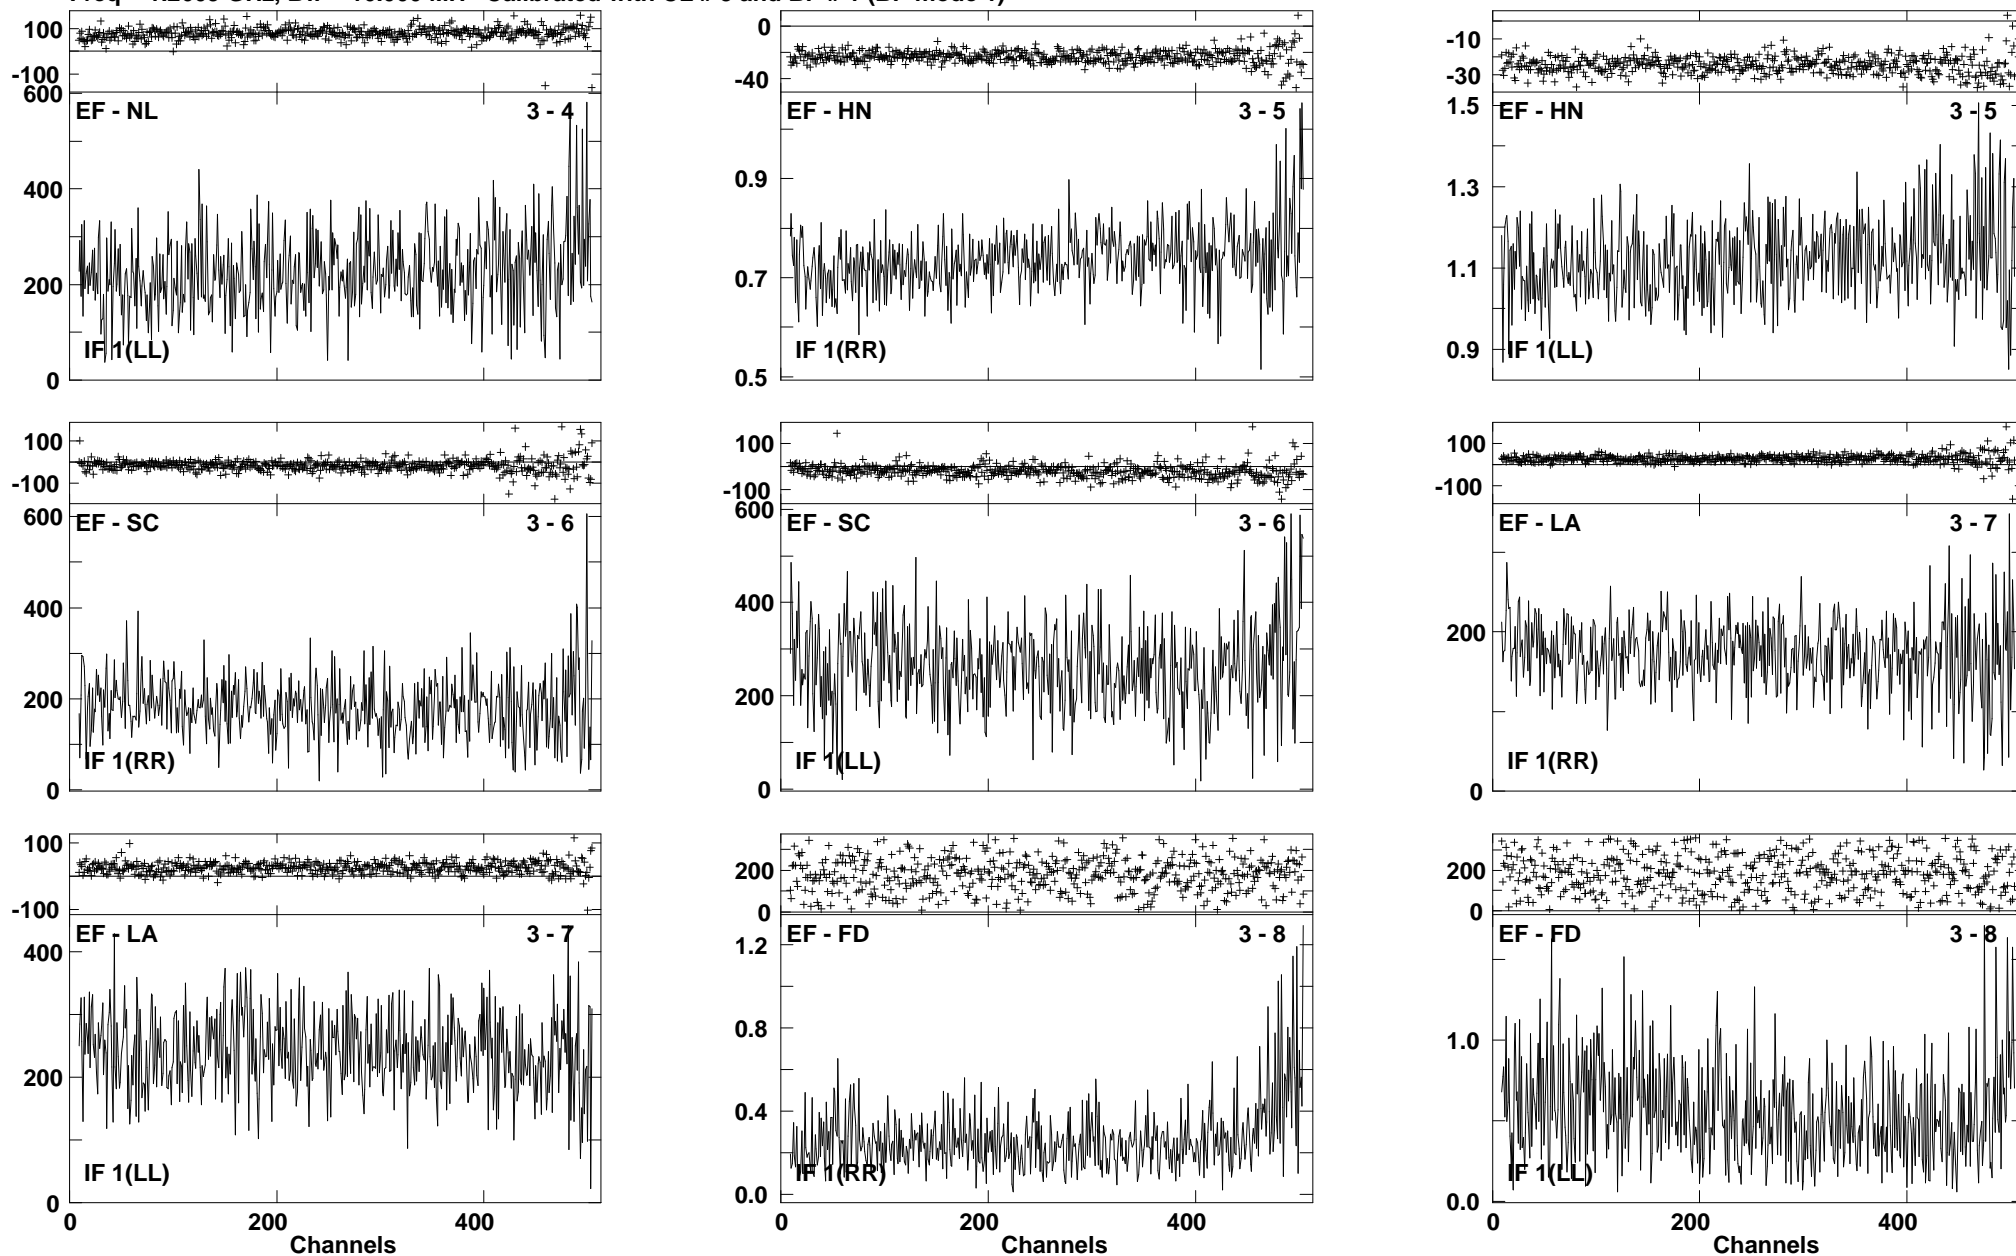 100
-100
600
EF - NL 3 - 4
400
200
IF 1(LL)
0
0
-40
EF - HN 3 - 5
0.9
0.7
IF 1(RR)
0.5
-10
-30
1.5
EF - HN 3 - 5
1.3
1.1
0.9
IF 1(LL)
100
-100
600
EF - SC 3 - 6
400
200
IF 1(RR)
0
100
-100
600
EF - SC 3 - 6
400
200
IF 1(LL)
0
100
-100
EF - LA 3 - 7
200
IF 1(RR)
0
100
-100
EF - LA 3 - 7
400
200
IF 1(LL)
0
0 200 400
Channels
200
0
EF - FD 3 - 8
1.2
0.8
0.4
IF 1(RR)
0.0
0 200 400
Channels
200
0
EF - FD 3 - 8
1.0
IF 1(LL)
0.0
0 200 400
Channels